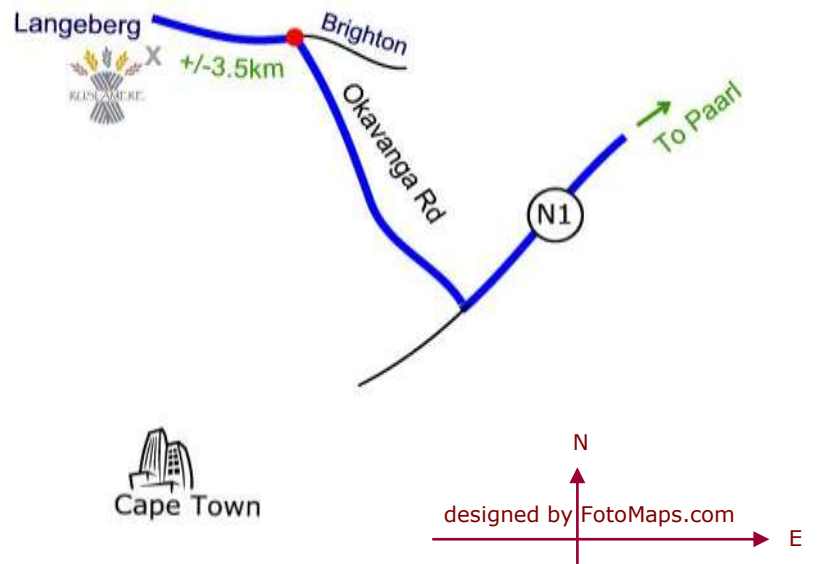 Langeberg
Brighton
X
+/-3.5km
Okavanga Rd
To Paarl
N1
Cape Town
N
designed by FotoMaps.com
E